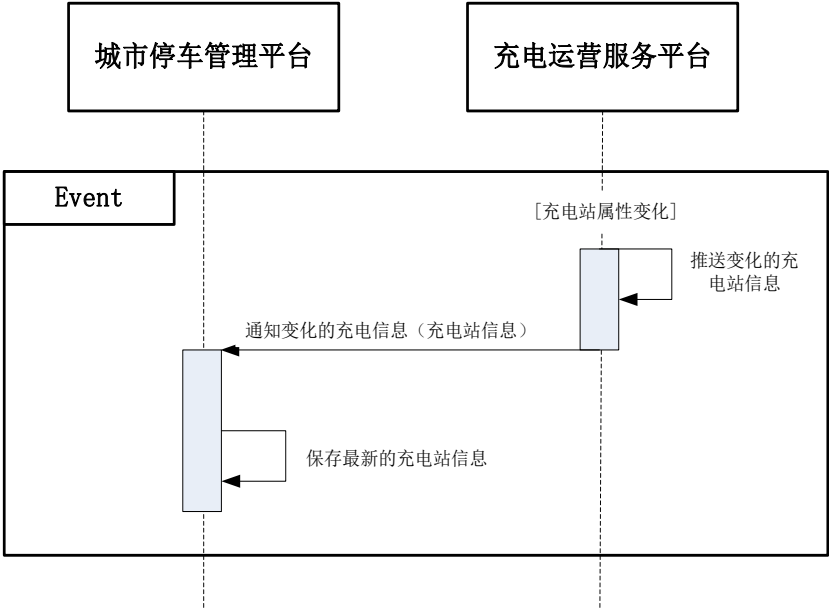 城市停车管理平台
充电运营服务平台
Event
[充电站属性变化]
推送变化的充
电站信息
通知变化的充电信息（充电站信息）
保存最新的充电站信息